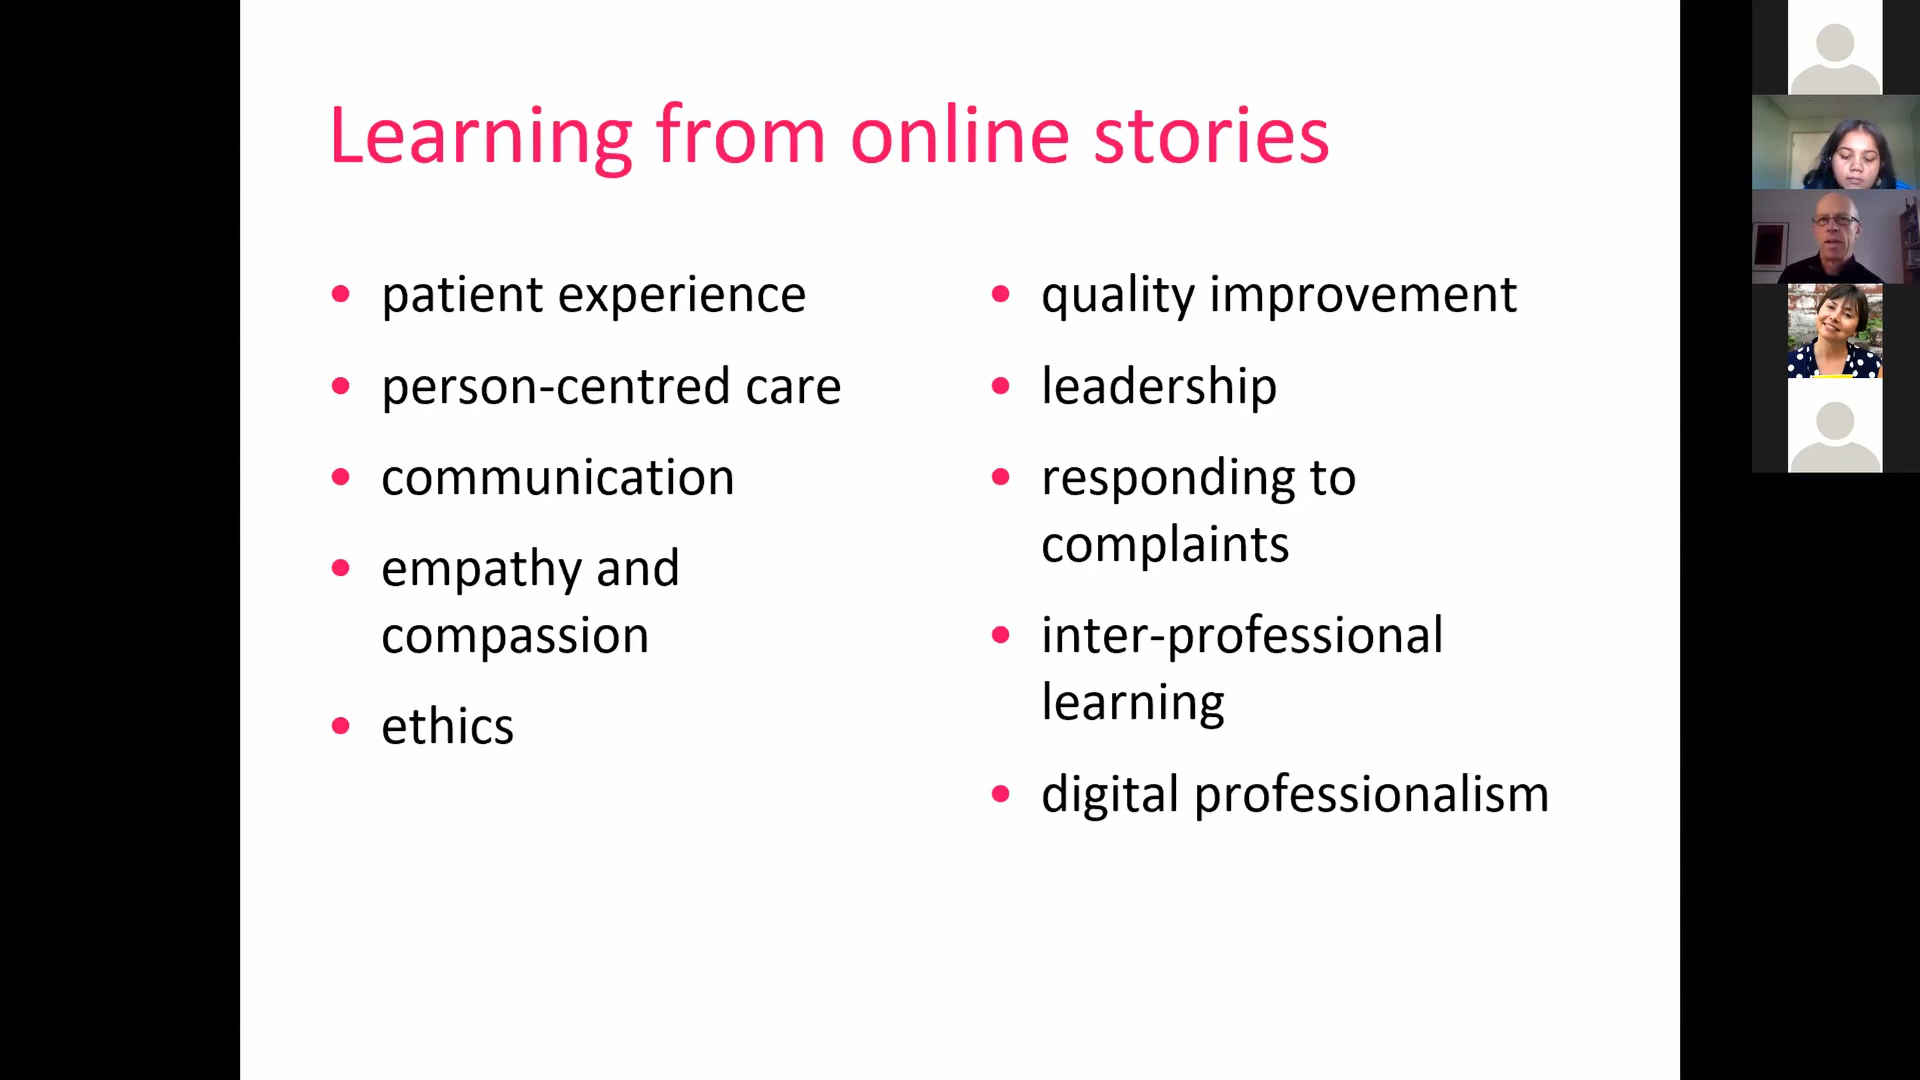 Learning from online stories
• patient experience
• person-centred care
• communication
• empathy and
compassion
• ethics
• quality improvement
• leadership
• responding to
complaints
• inter-professional
learning
• digital professionalism